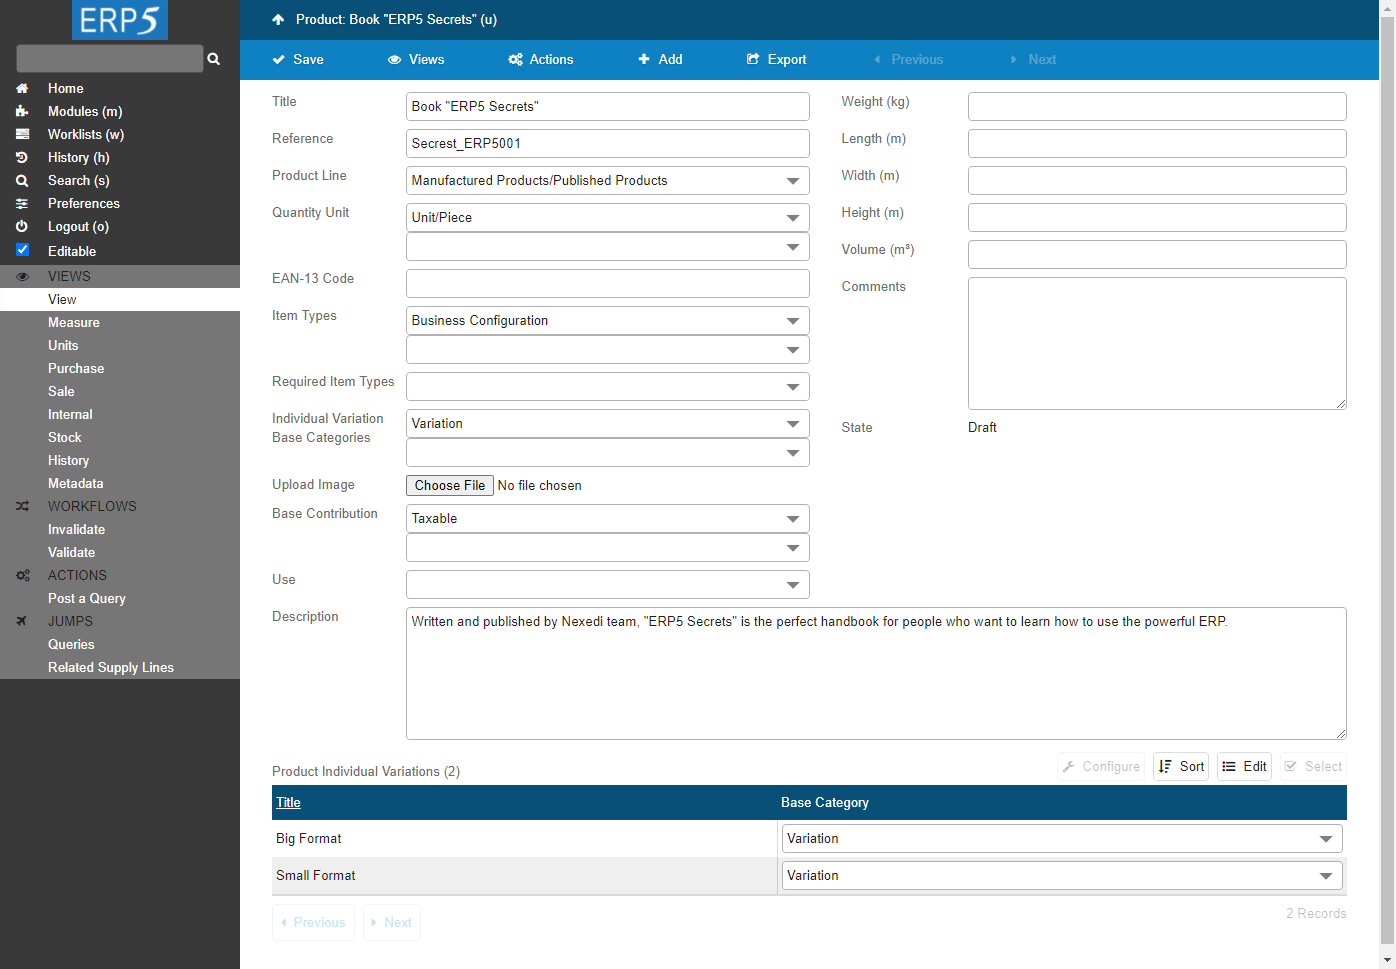 ERP5
Home
Modules (m)
Worklists (w)
History (h)
Search (s)
Preferences
Logout (o)
Editable
VIEWS
View
Measure
Units
Purchase
Sale
Internal
Stock
History
Metadata
WORKFLOWS
Invalidate
Validate
ACTIONS
Post a Query
JUMPS
Queries
Related Supply Lines
Product: Book "ERP5 Secrets" (u)
Save Views Actions Add Export Previous Next
Title Book "ERP5 Secrets"
Reference Secrest_ERP5001
Product Line Manufactured Products/Published Products
Quantity Unit Unit/Piece
EAN-13 Code
Item Types Business Configuration
Required Item Types
Individual Variation Variation
Base Categories
Upload Image Choose File No file chosen
Base Contribution Taxable
Use
Weight (kg)
Length (m)
Width (m)
Height (m)
Volume (m³)
Comments
State Draft
Description Written and published by Nexedi team, "ERP5 Secrets" is the perfect handbook for people who want to learn how to use the powerful ERP.
Product Individual Variations (2) Configure Sort Edit Select
Title Base Category
Big Format Variation
Small Format Variation
Previous Next 2 Records